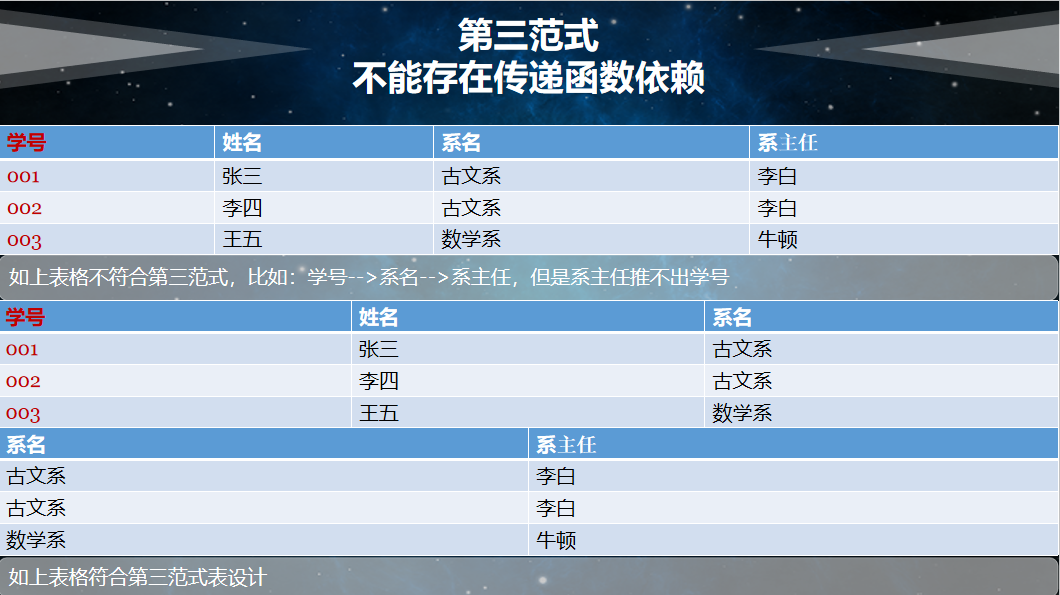 第三范式
不能存在传递函数依赖
学号 姓名 系名 系主任
001 张三 古文系 李白
002 李四 古文系 李白
003 王五 数学系 牛顿
如上表格不符合第三范式，比如：学号-->系名-->系主任，但是系主任推不出学号
学号 姓名 系名
001 张三 古文系
002 李四 古文系
003 王五 数学系
系名 系主任
古文系 李白
古文系 李白
数学系 牛顿
如上表格符合第三范式表设计